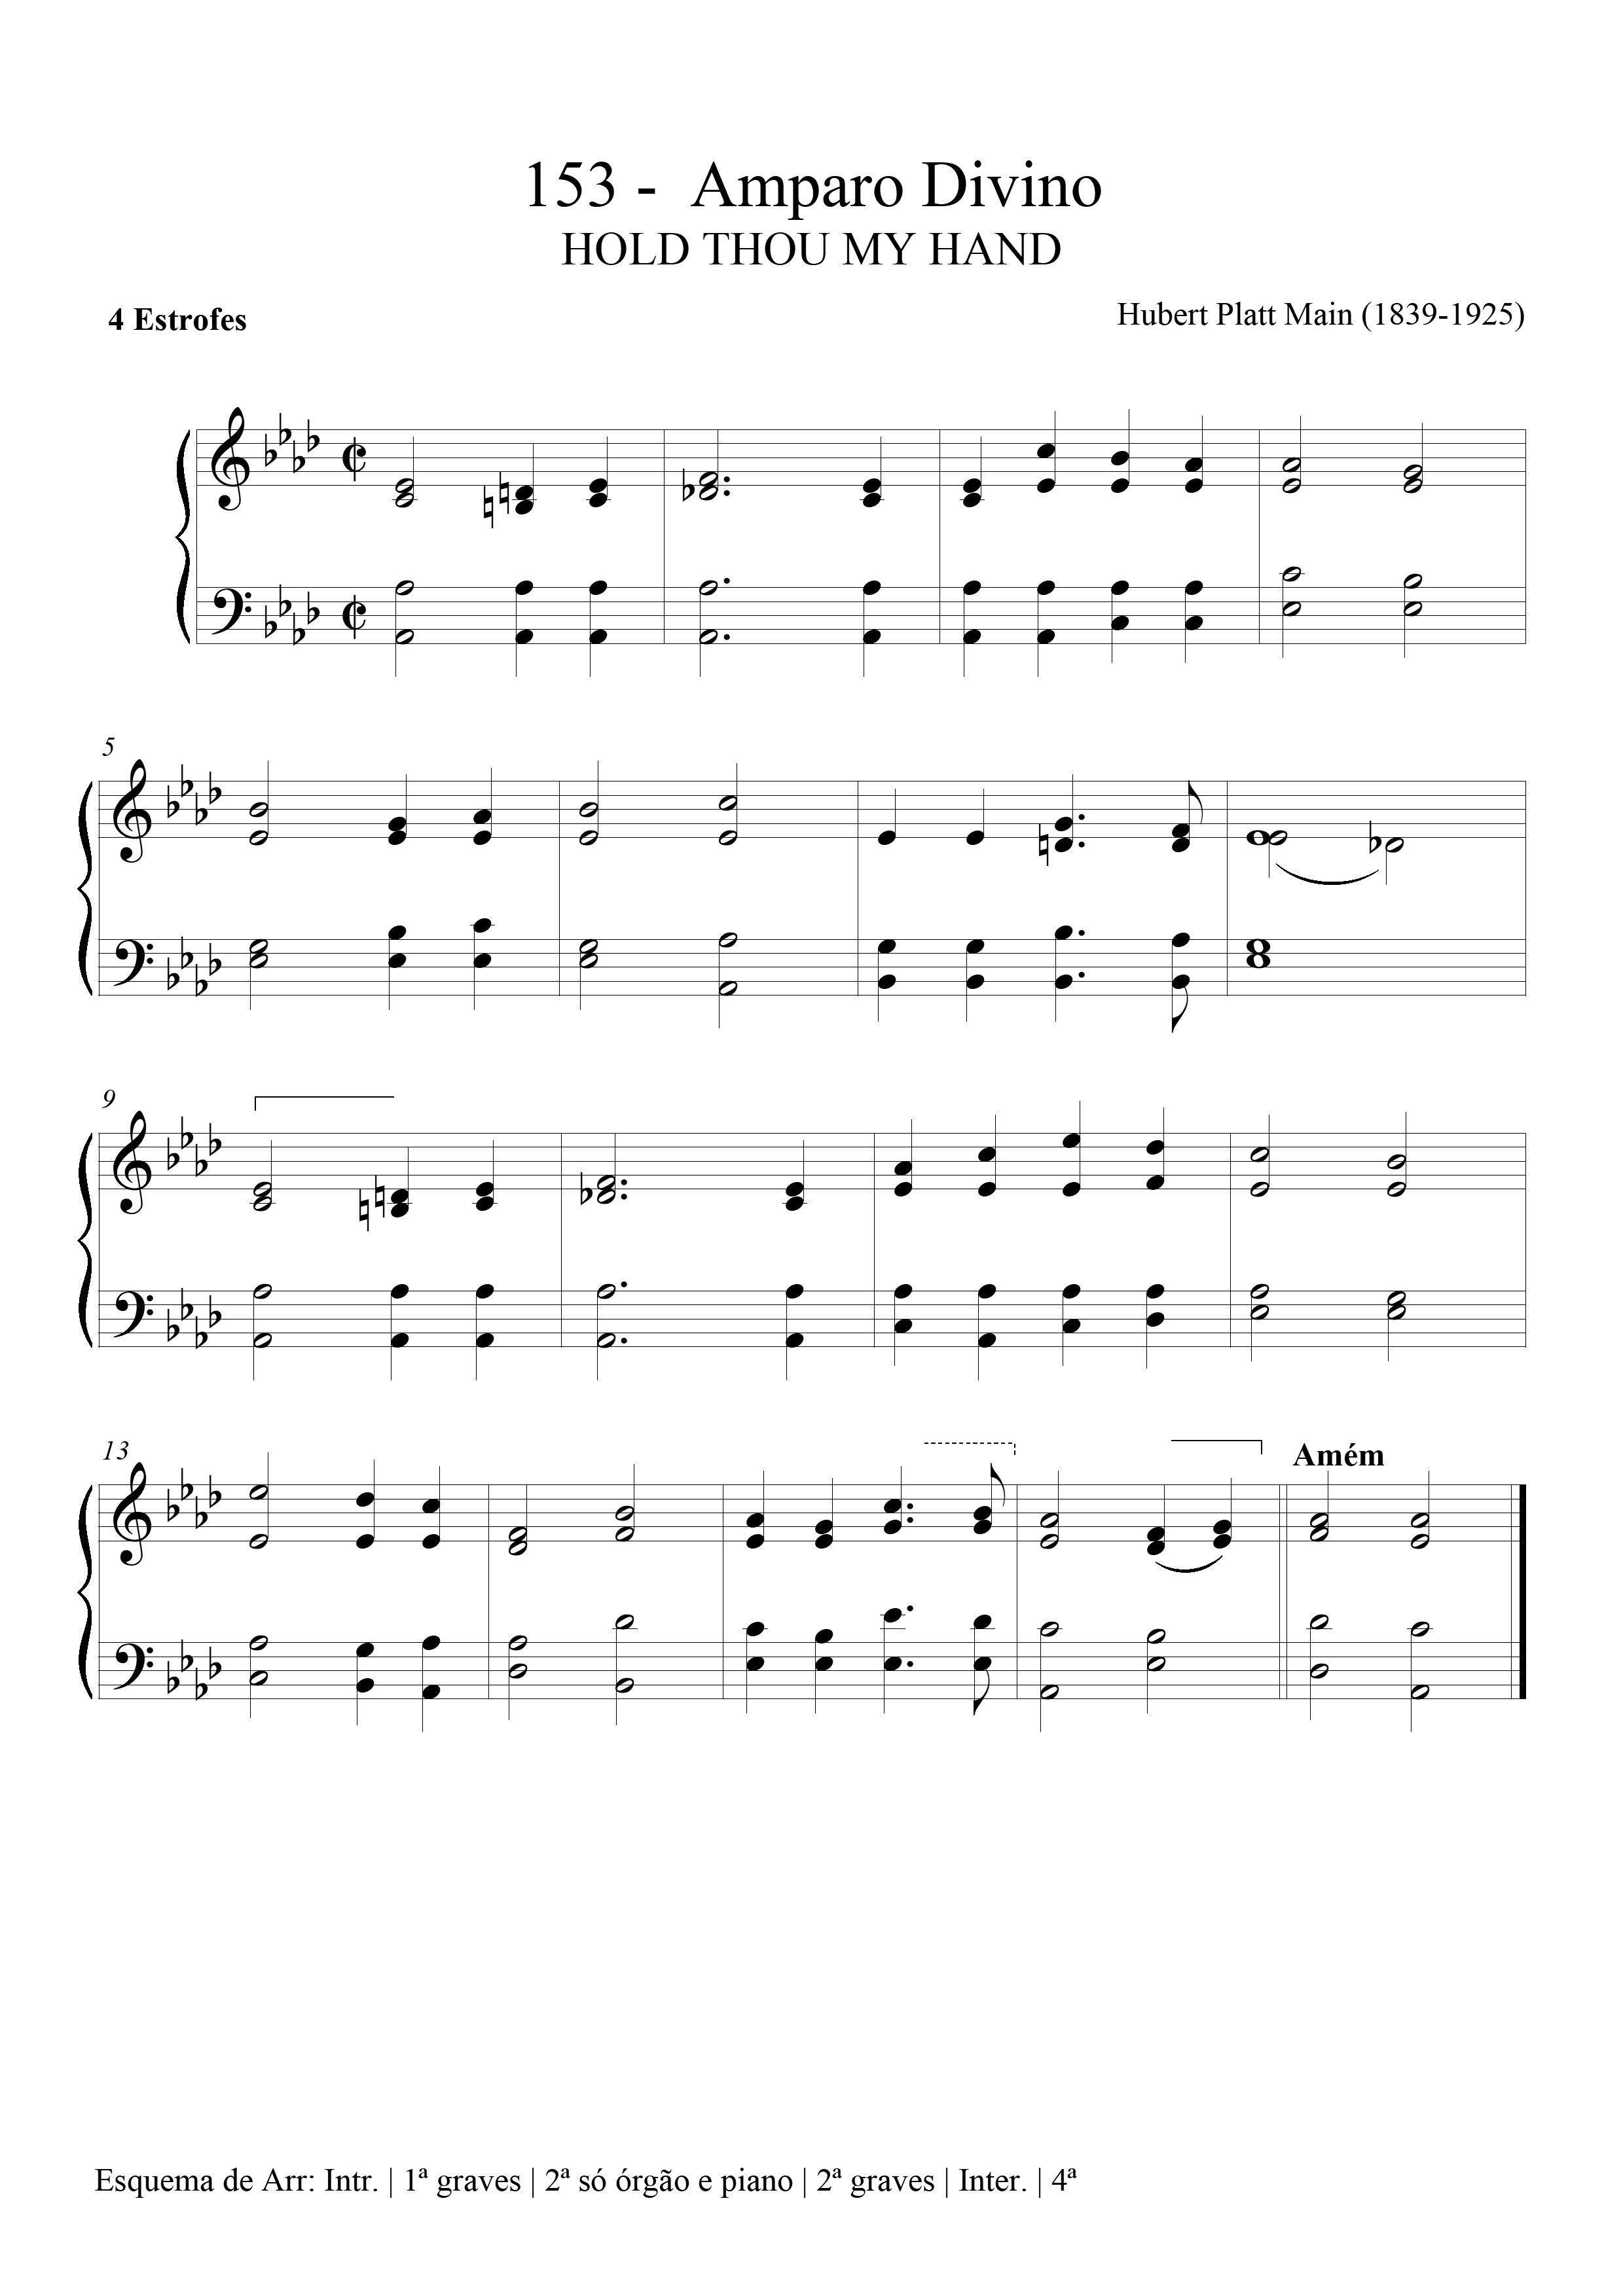 153 - Amparo Divino
HOLD THOU MY HAND
4 Estrofes
Hubert Platt Main (1839-1925)
5
9
13
Amém
Esquema de Arr: Intr. | 1ª graves | 2ª só órgão e piano | 2ª graves | Inter. | 4ª